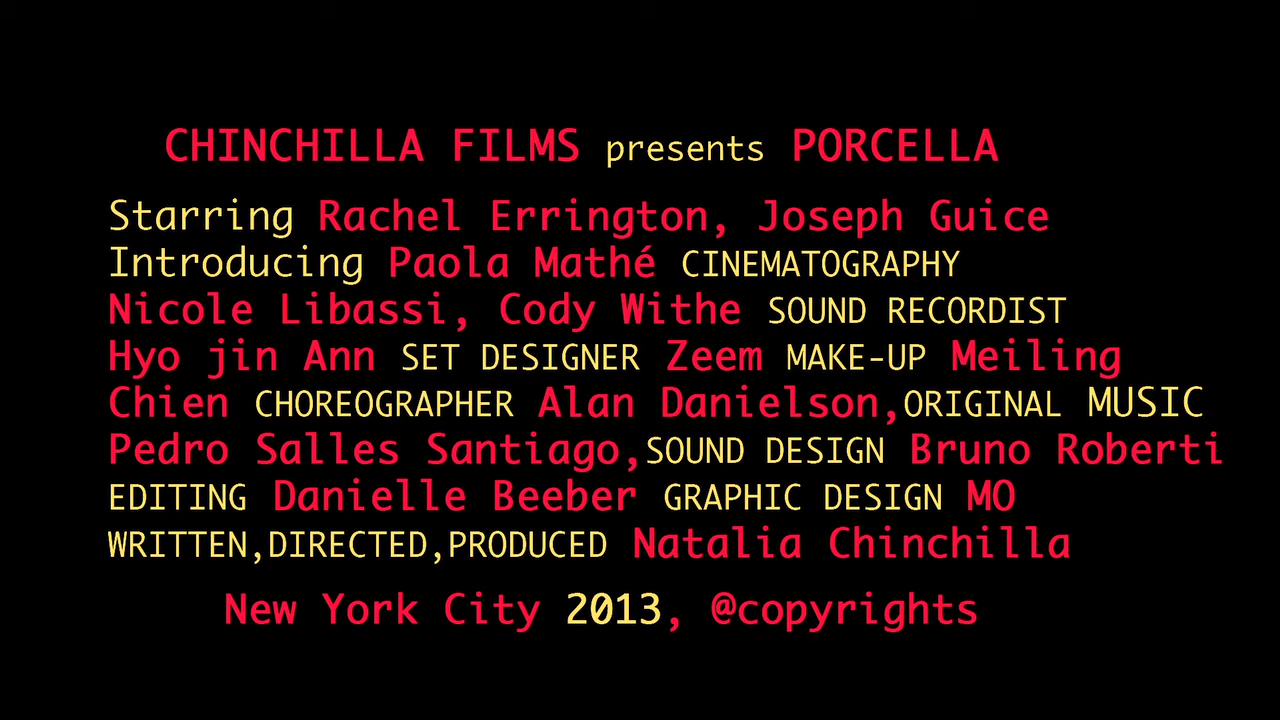 CHINCHILLA FILMS presents PORCELLA
Starring Rachel Errington, Joseph Guice
Introducing Paola Mathé CINEMATOGRAPHY
Nicole Libassi, Cody Withe SOUND RECORDIST
Hyo jin Ann SET DESIGNER Zeem MAKE-UP Meiling
Chien CHOREOGRAPHER Alan Danielson,ORIGINAL MUSIC
Pedro Salles Santiago,SOUND DESIGN Bruno Roberti
EDITING Danielle Beeber GRAPHIC DESIGN MO
WRITTEN,DIRECTED,PRODUCED Natalia Chinchilla
New York City 2013, @copyrights